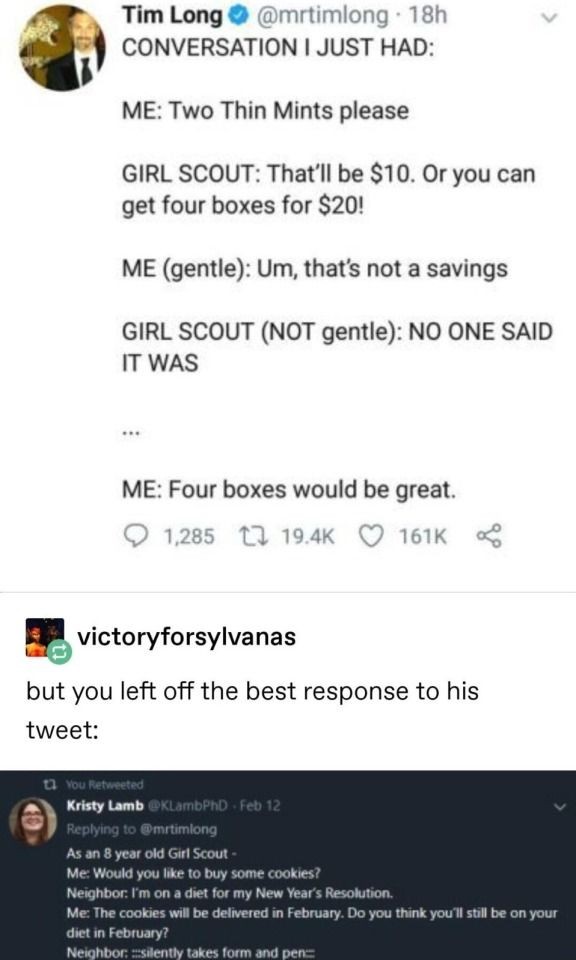 Tim Long @mrtimlong · 18h
CONVERSATION I JUST HAD:
ME: Two Thin Mints please
GIRL SCOUT: That'll be $10. Or you can
get four boxes for $20!
ME (gentle): Um, that's not a savings
GIRL SCOUT (NOT gentle): NO ONE SAID
IT WAS
...
ME: Four boxes would be great.
1,285 19.4K 161K
victoryforsylvanas
but you left off the best response to his
tweet:
You Retweeted
Kristy Lamb @KLambPhD · Feb 12
Replying to @mrtimlong
As an 8 year old Girl Scout -
Me: Would you like to buy some cookies?
Neighbor: I'm on a diet for my New Year's Resolution.
Me: The cookies will be delivered in February. Do you think you'll still be on your
diet in February?
Neighbor: :::silently takes form and pen:::